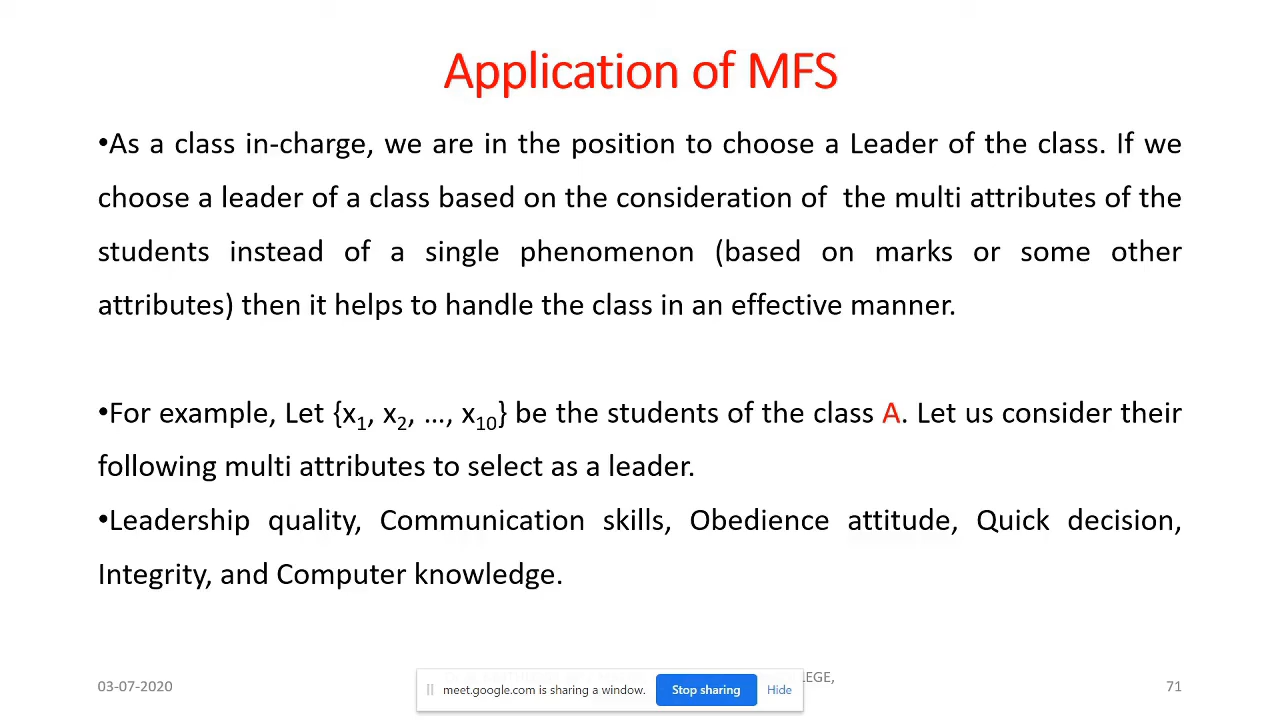 Application of MFS
•As a class in-charge, we are in the position to choose a Leader of the class. If we
choose a leader of a class based on the consideration of the multi attributes of the
students instead of a single phenomenon (based on marks or some other
attributes) then it helps to handle the class in an effective manner.
•For example, Let {x₁, x₂, ..., x₁₀} be the students of the class A. Let us consider their
following multi attributes to select as a leader.
•Leadership quality, Communication skills, Obedience attitude, Quick decision,
Integrity, and Computer knowledge.
03-07-2020
meet.google.com is sharing a window. Stop sharing Hide
71